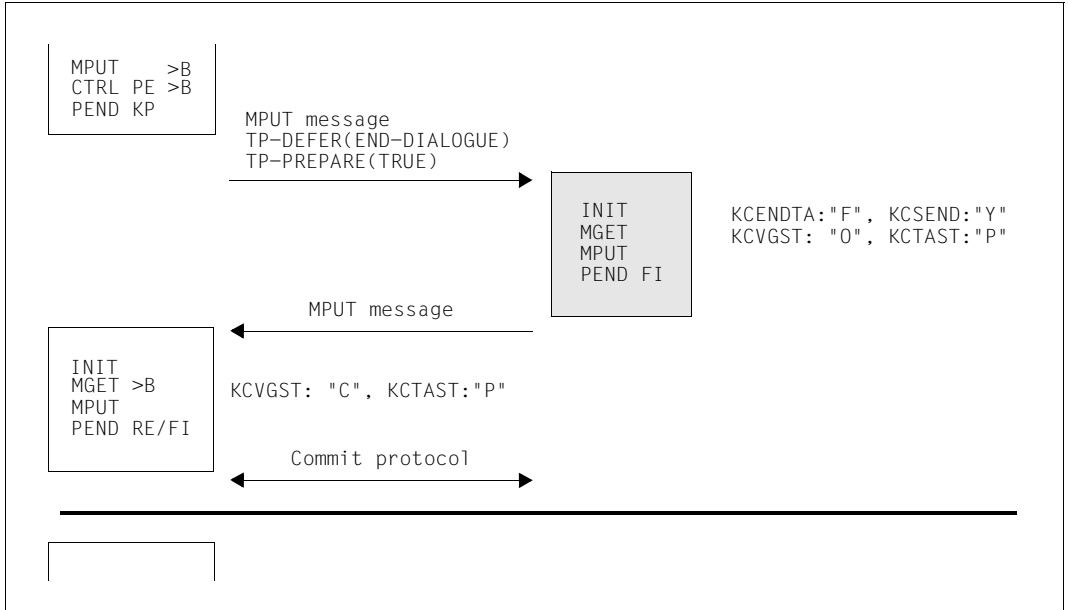 MPUT >B
CTRL PE >B
PEND KP
MPUT message
TP-DEFER(END-DIALOGUE)
TP-PREPARE(TRUE)
INIT
MGET
MPUT
PEND FI
KCENDTA:"F", KCSEND:"Y"
KCVGST: "O", KCTAST:"P"
MPUT message
INIT
MGET >B
MPUT
PEND RE/FI
KCVGST: "C", KCTAST:"P"
Commit protocol